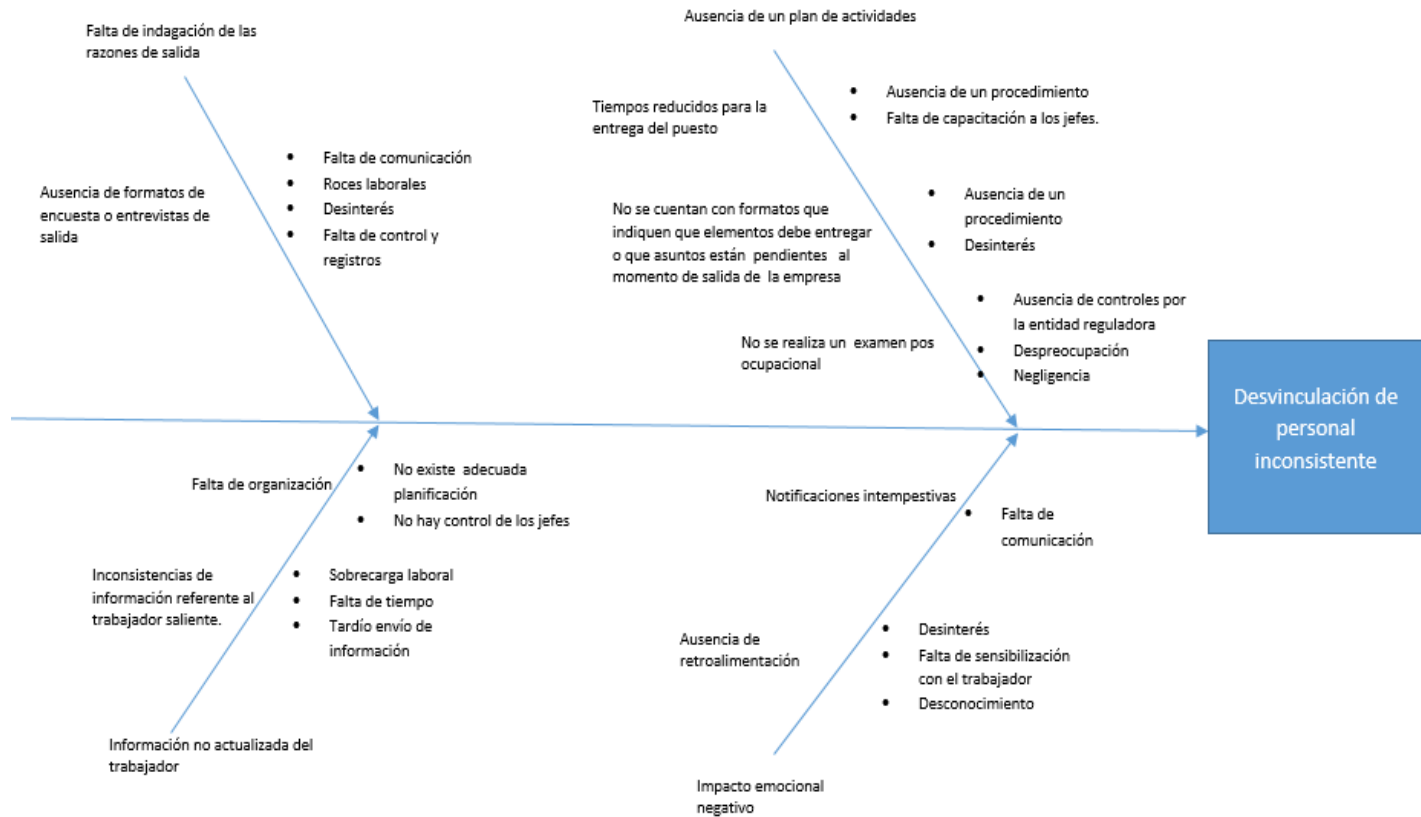 Falta de indagación de las
razones de salida
Ausencia de formatos de
encuesta o entrevistas de
salida
• Falta de comunicación
• Roces laborales
• Desinterés
• Falta de control y
registros
Ausencia de un plan de actividades
Tiempos reducidos para la
entrega del puesto
• Ausencia de un procedimiento
• Falta de capacitación a los jefes.
No se cuentan con formatos que
indiquen que elementos debe entregar
o que asuntos están pendientes al
momento de salida de la empresa
• Ausencia de un
procedimiento
• Desinterés
No se realiza un examen pos
ocupacional
• Ausencia de controles por
la entidad reguladora
• Despreocupación
• Negligencia
Desvinculación de
personal
inconsistente
Falta de organización
• No existe adecuada
planificación
• No hay control de los jefes
Inconsistencias de
información referente al
trabajador saliente.
• Sobrecarga laboral
• Falta de tiempo
• Tardío envío de
información
Información no actualizada del
trabajador
Notificaciones intempestivas
• Falta de
comunicación
Ausencia de
retroalimentación
• Desinterés
• Falta de sensibilización
con el trabajador
• Desconocimiento
Impacto emocional
negativo